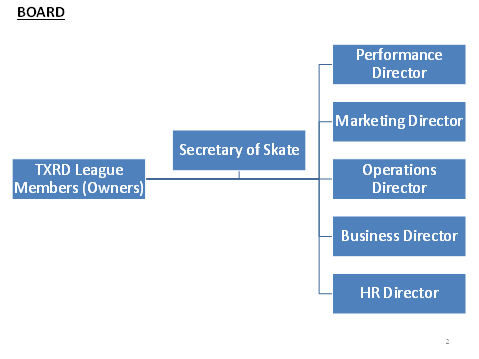 BOARD
Performance
Director
Marketing Director
Secretary of Skate
TXRD League
Members (Owners)
Operations
Director
Business Director
HR Director
2